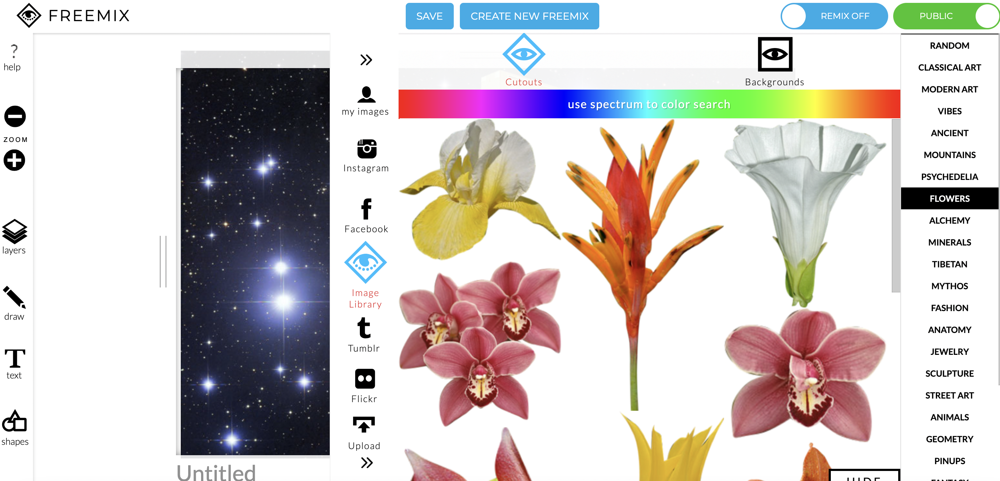 FREEMIX
SAVE
CREATE NEW FREEMIX
REMIX OFF
PUBLIC
?
help
ZOOM
layers
draw
T
text
shapes
Untitled
my images
Instagram
f
Facebook
Image
Library
t
Tumblr
Flickr
Upload
Cutouts
Backgrounds
use spectrum to color search
HIDE
RANDOM
CLASSICAL ART
MODERN ART
VIBES
ANCIENT
MOUNTAINS
PSYCHEDELIA
FLOWERS
ALCHEMY
MINERALS
TIBETAN
MYTHOS
FASHION
ANATOMY
JEWELRY
SCULPTURE
STREET ART
ANIMALS
GEOMETRY
PINUPS
FANTASY